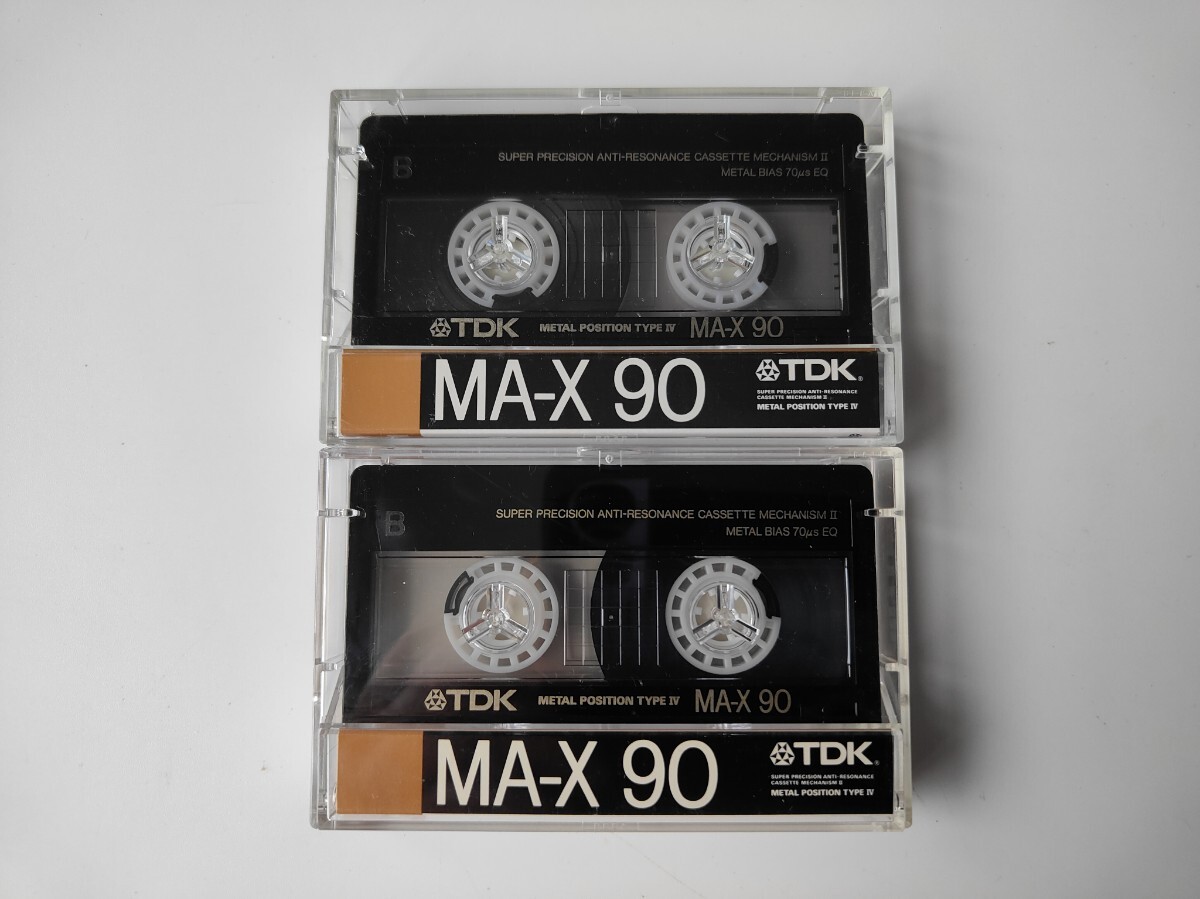 B
SUPER PRECISION ANTI-RESONANCE CASSETTE MECHANISM II
METAL BIAS 70µs EQ
TDK METAL POSITION TYPE IV MA-X 90
MA-X 90
TDK®
SUPER PRECISION ANTI-RESONANCE
CASSETTE MECHANISM II
METAL POSITION TYPE IV
B
SUPER PRECISION ANTI-RESONANCE CASSETTE MECHANISM II
METAL BIAS 70µs EQ
TDK METAL POSITION TYPE IV MA-X 90
MA-X 90
TDK®
SUPER PRECISION ANTI-RESONANCE
CASSETTE MECHANISM II
METAL POSITION TYPE IV